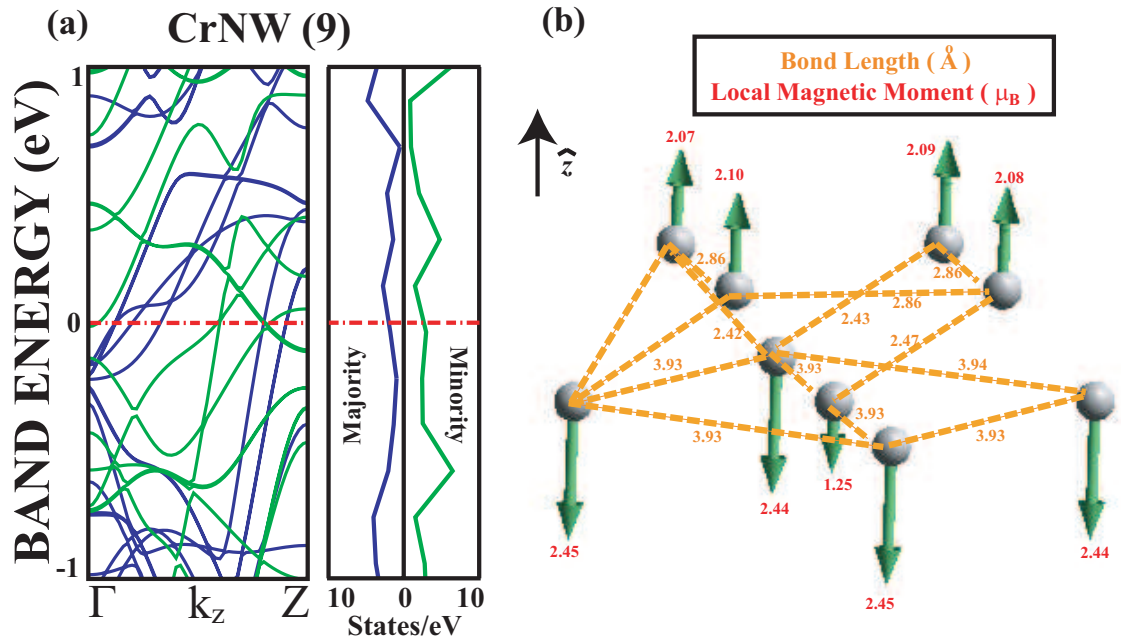 (a)
CrNW (9)
BAND ENERGY (eV)
1
0
-1
Γ
k_z
Z
Majority
Minority
10 0 10
States/eV
(b)
Bond Length ( Å )
Local Magnetic Moment ( μ_B )
ẑ
2.07
2.10
2.09
2.08
2.86
2.86
2.86
2.43
2.42
2.47
3.93
3.93
3.94
3.93
3.93
3.93
2.45
2.44
1.25
2.45
2.44